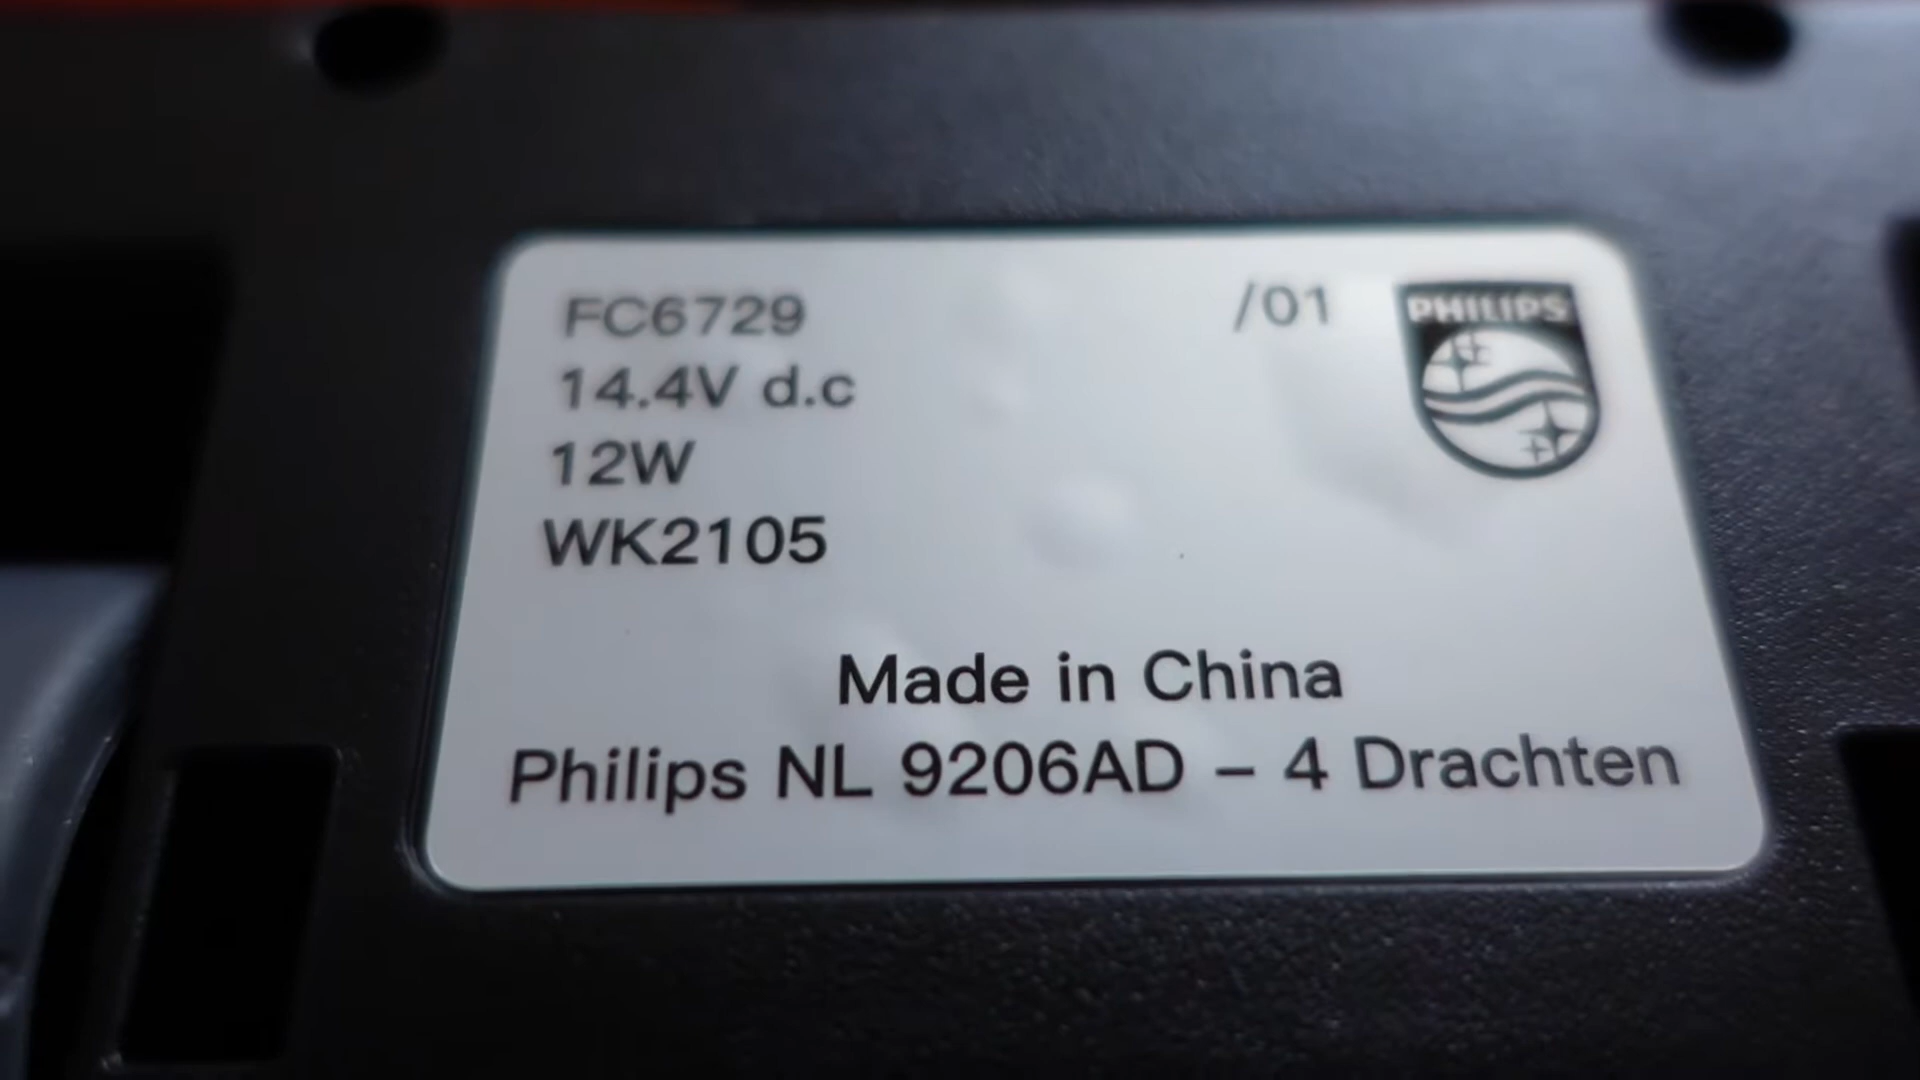 FC6729 /01
PHILIPS
14.4V d.c
12W
WK2105
Made in China
Philips NL 9206AD – 4 Drachten